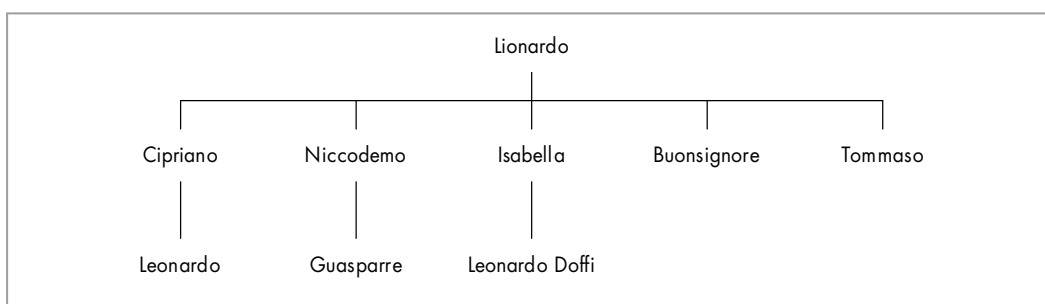 Lionardo
Cipriano Niccodemo Isabella Buonsignore Tommaso
Leonardo Guasparre Leonardo Doffi